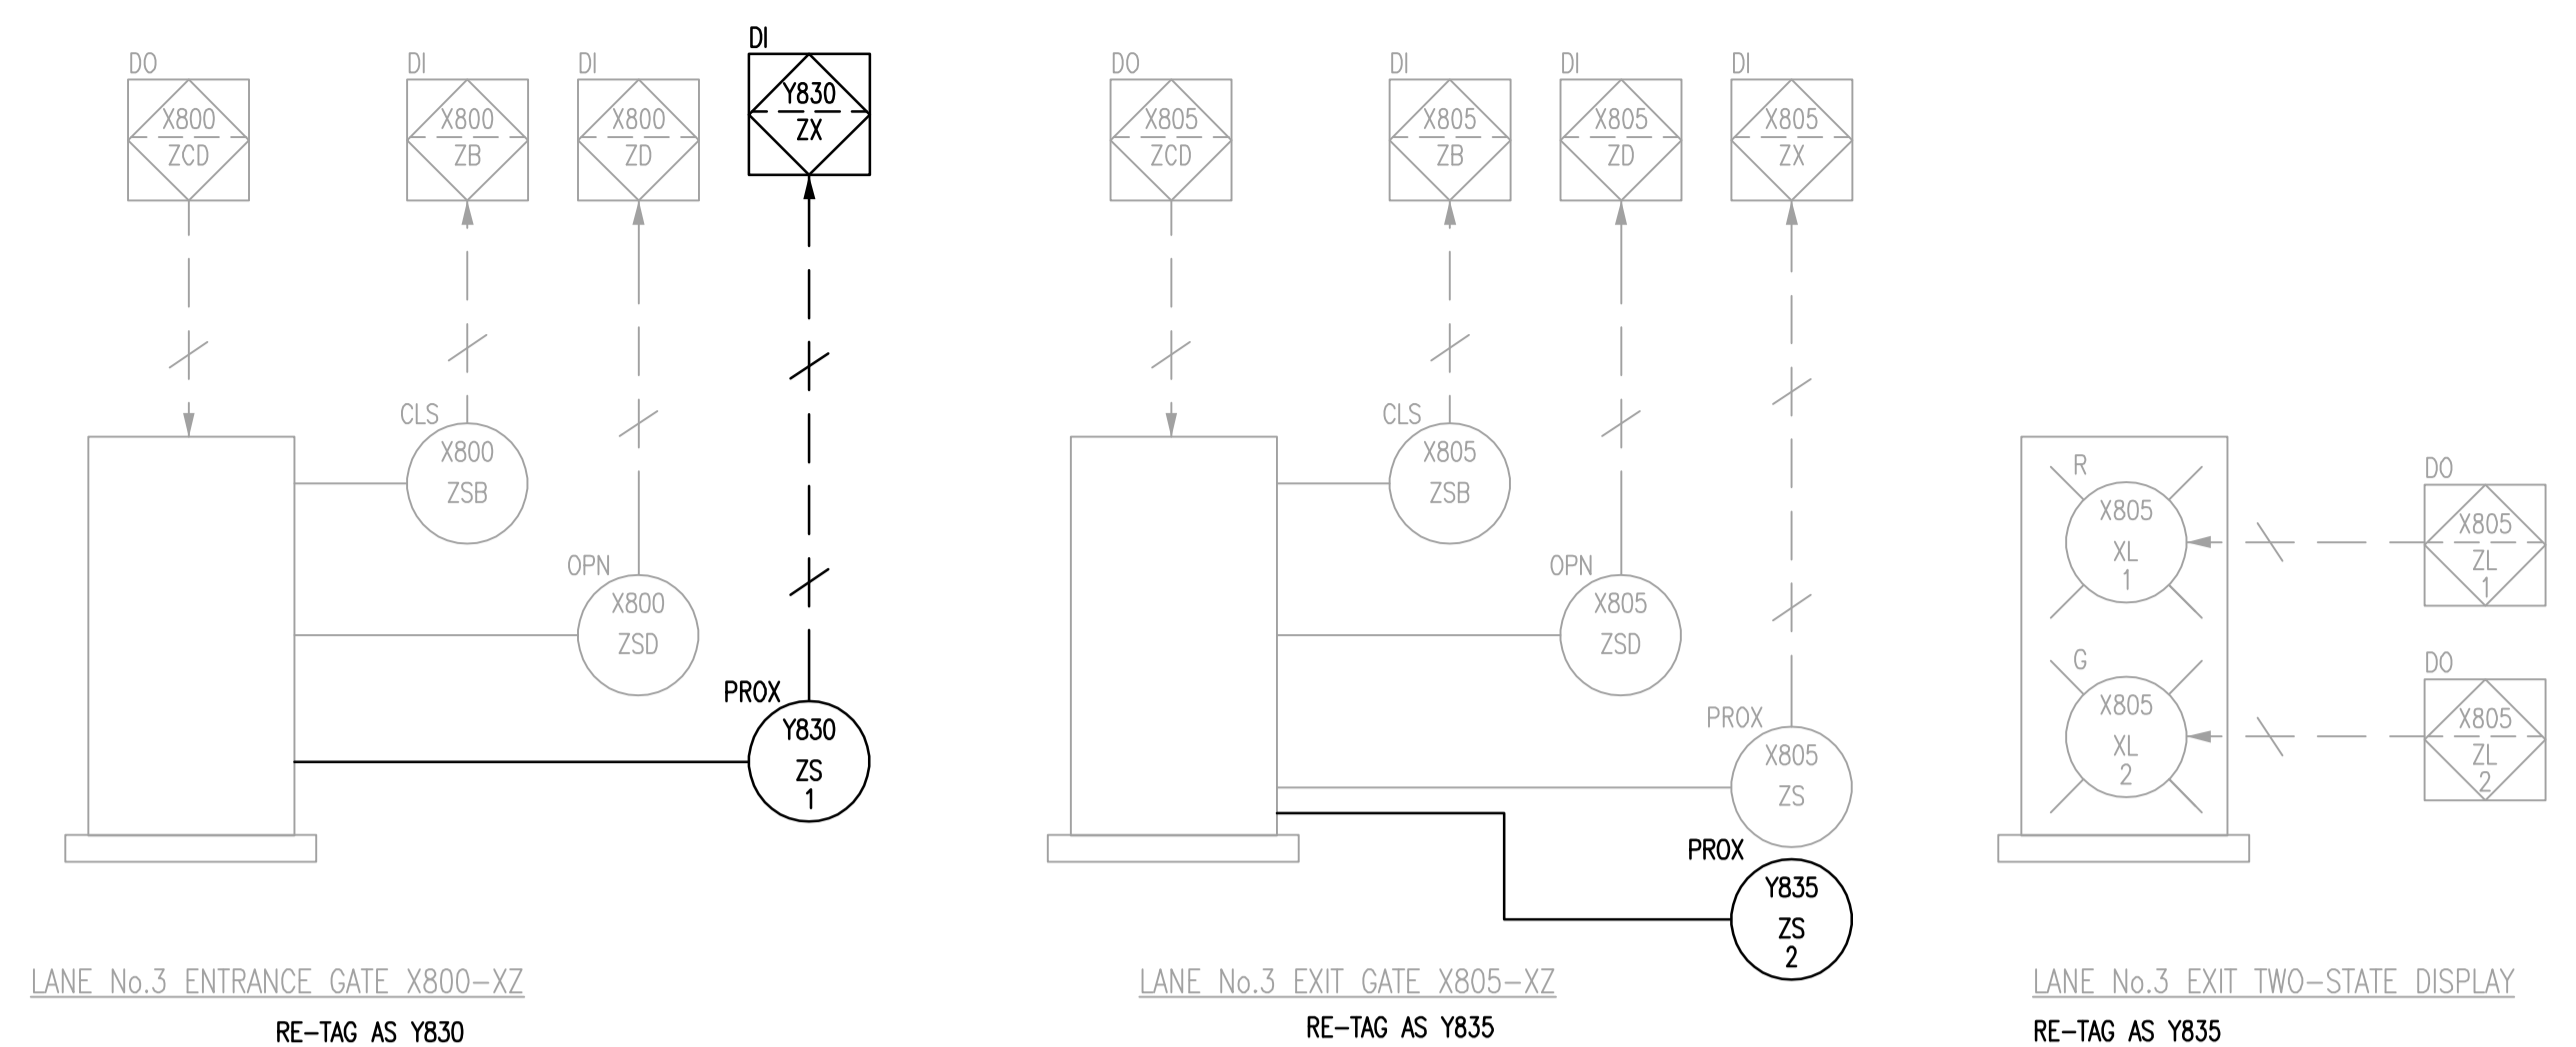 DO
X800
ZCD
DI
X800
ZB
DI
X800
ZD
DI
Y830
ZX
CLS
X800
ZSB
OPN
X800
ZSD
PROX
Y830
ZS
1
LANE No.3 ENTRANCE GATE X800-XZ
RE-TAG AS Y830
DO
X805
ZCD
DI
X805
ZB
DI
X805
ZD
DI
X805
ZX
CLS
X805
ZSB
OPN
X805
ZSD
PROX
X805
ZS
PROX
Y835
ZS
2
LANE No.3 EXIT GATE X805-XZ
RE-TAG AS Y835
R
X805
XL
1
DO
X805
ZL
1
G
X805
XL
2
DO
X805
ZL
2
LANE No.3 EXIT TWO-STATE DISPLAY
RE-TAG AS Y835